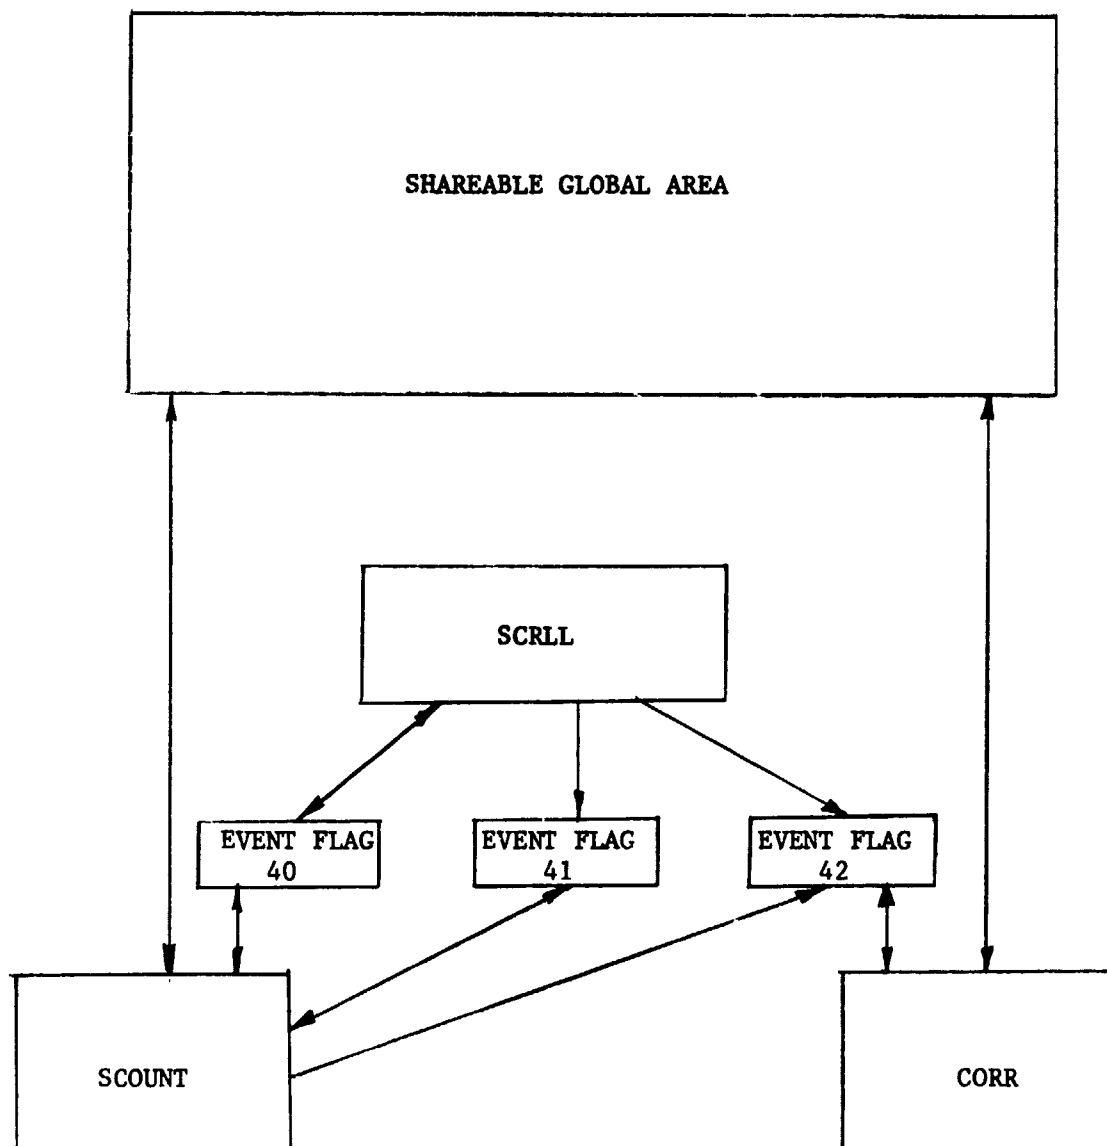 SHAREABLE GLOBAL AREA
SCRLL
EVENT FLAG
40
EVENT FLAG
41
EVENT FLAG
42
SCOUNT
CORR